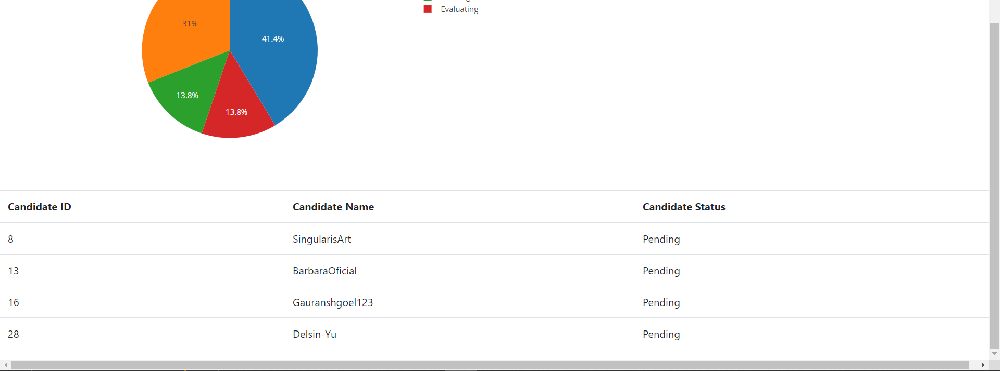 Evaluating
31%
41.4%
13.8%
13.8%
Candidate ID Candidate Name Candidate Status
8 SingularisArt Pending
13 BarbaraOficial Pending
16 Gauranshgoel123 Pending
28 Delsin-Yu Pending